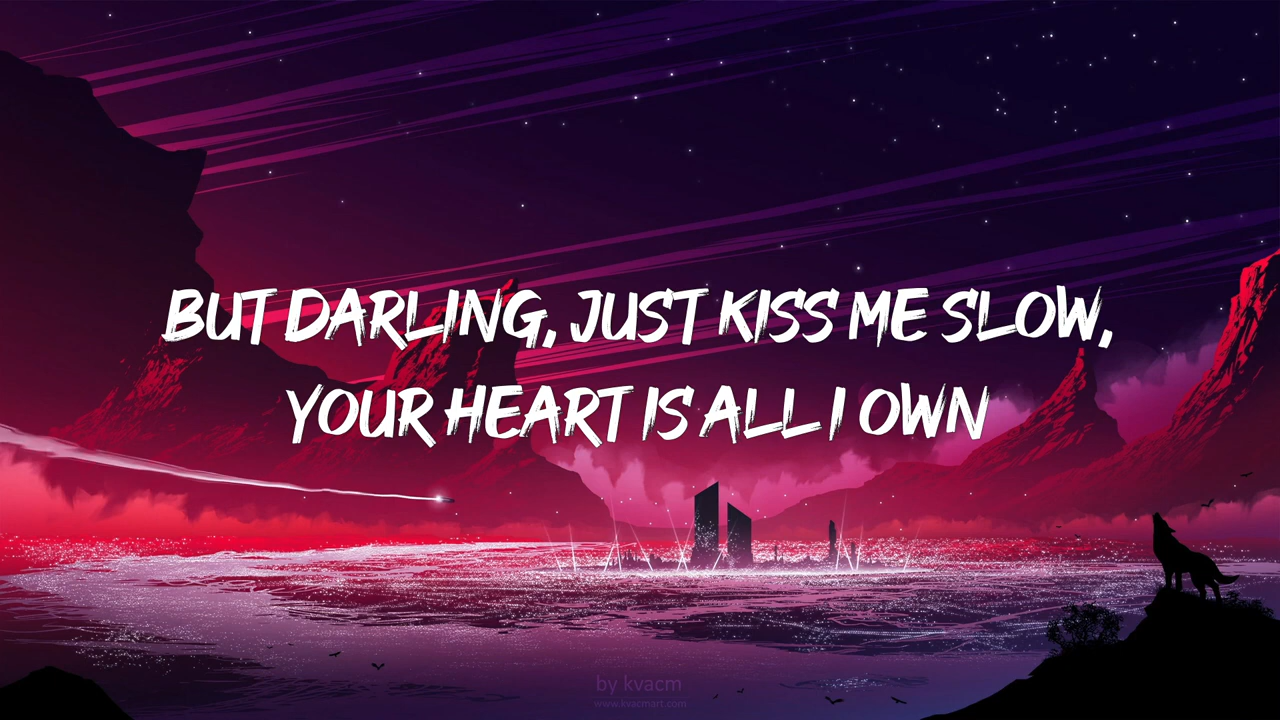 BUT DARLING, JUST KISS ME SLOW,
YOUR HEART IS ALL I OWN
by kvacm
www.kvacmart.com